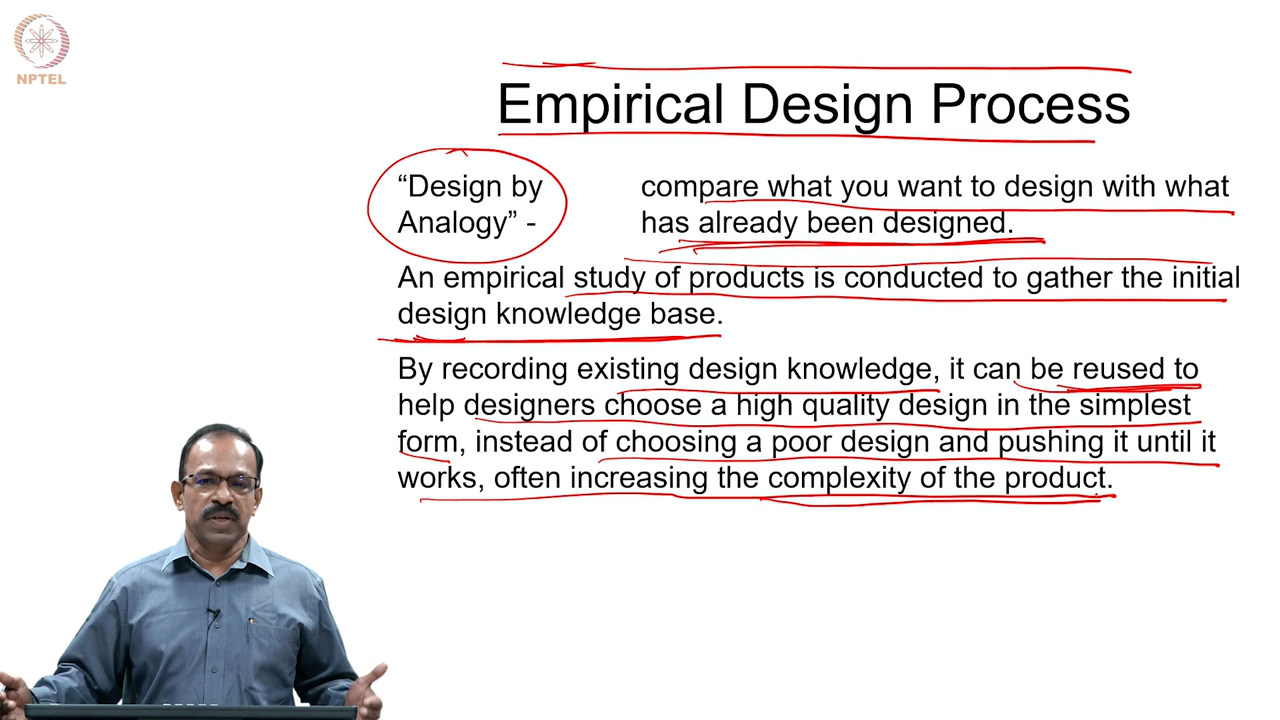 NPTEL
Empirical Design Process
“Design by compare what you want to design with what
Analogy” - has already been designed.
An empirical study of products is conducted to gather the initial
design knowledge base.
By recording existing design knowledge, it can be reused to
help designers choose a high quality design in the simplest
form, instead of choosing a poor design and pushing it until it
works, often increasing the complexity of the product.